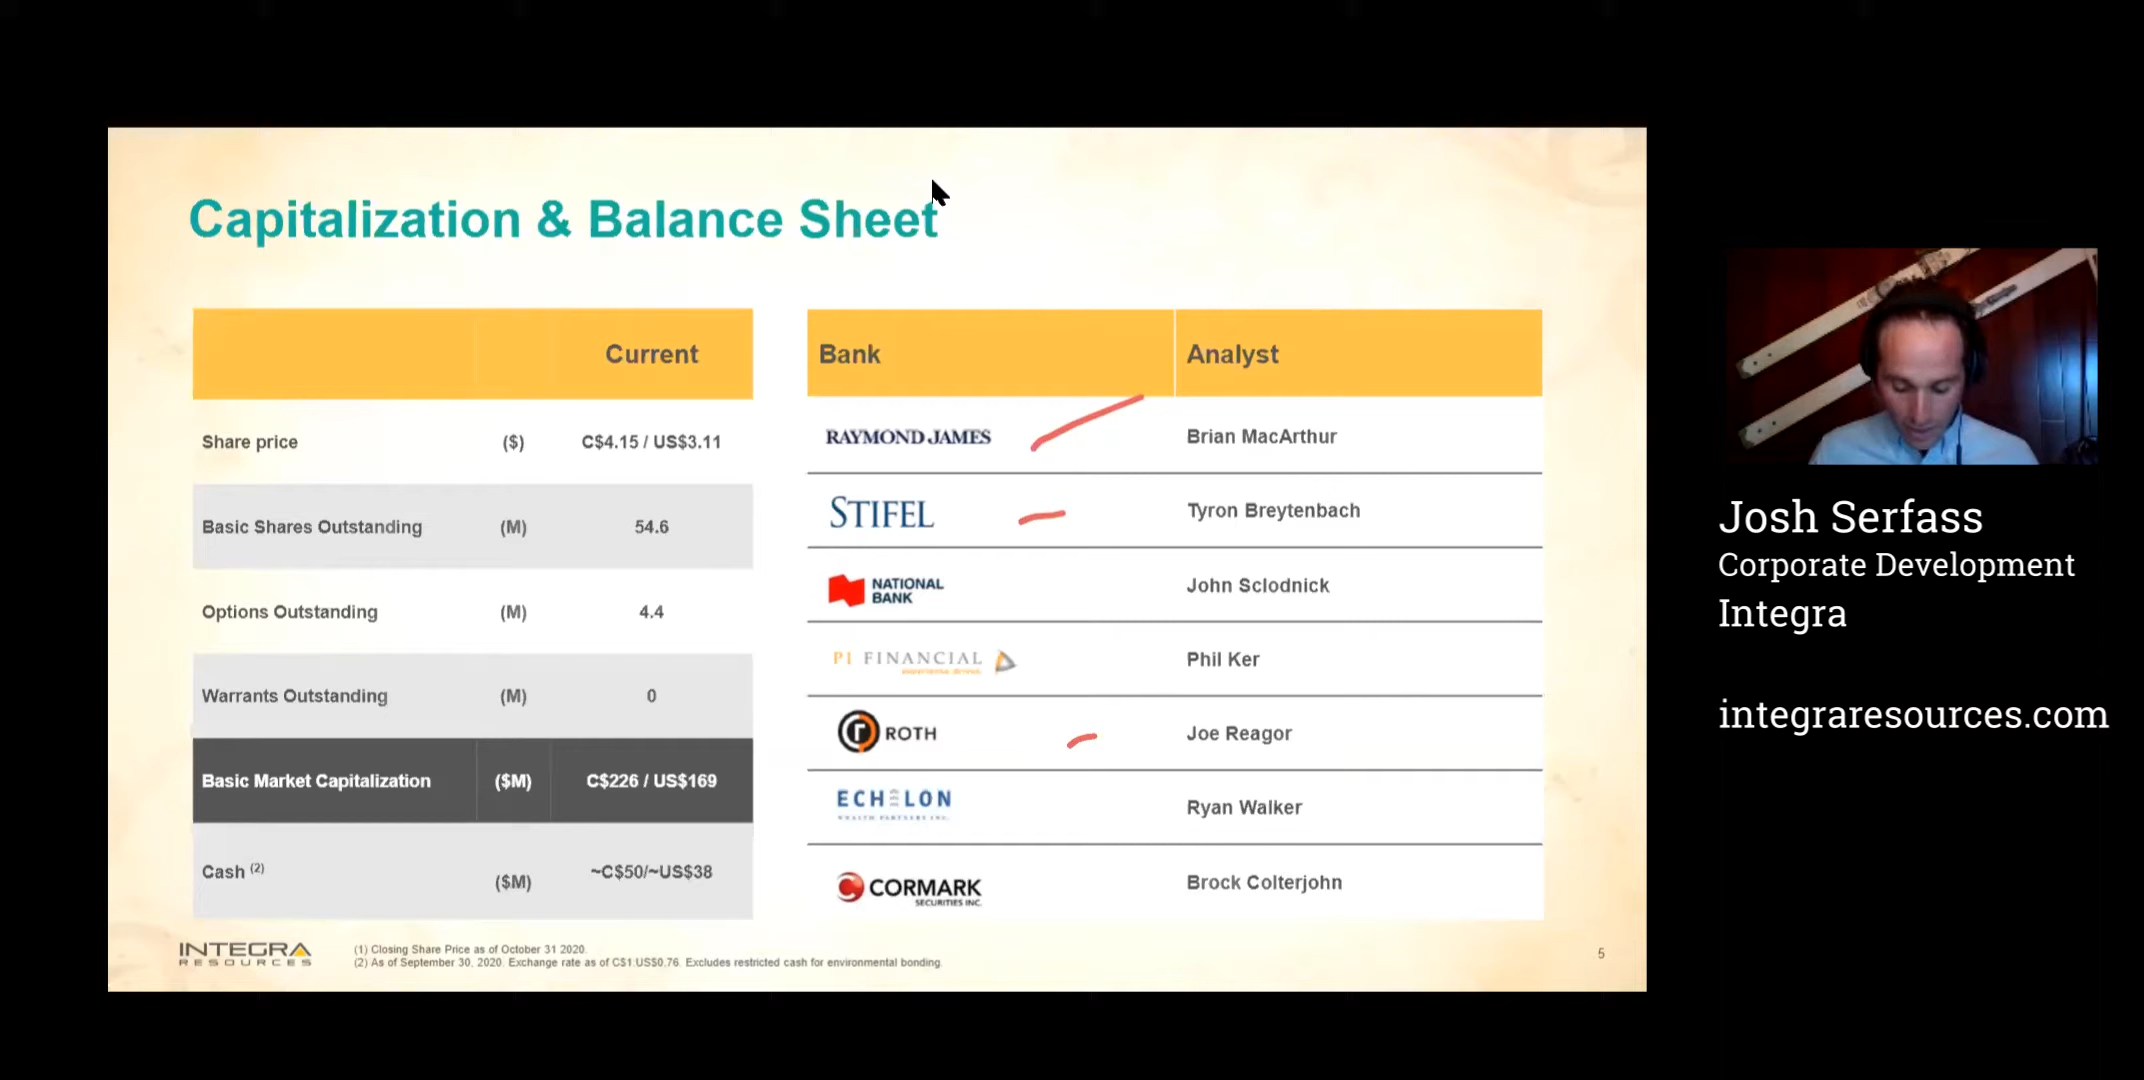 Capitalization & Balance Sheet
Current
Share price ($) C$4.15 / US$3.11
Basic Shares Outstanding (M) 54.6
Options Outstanding (M) 4.4
Warrants Outstanding (M) 0
Basic Market Capitalization ($M) C$226 / US$169
Cash (2) ($M) ~C$50/~US$38
Bank Analyst
RAYMOND JAMES Brian MacArthur
STIFEL Tyron Breytenbach
NATIONAL BANK John Sclodnick
PI FINANCIAL experience. driven. Phil Ker
ROTH Joe Reagor
ECHELON WEALTH PARTNERS INC. Ryan Walker
CORMARK SECURITIES INC. Brock Colterjohn
INTEGRA RESOURCES
(1) Closing Share Price as of October 31 2020.
(2) As of September 30, 2020. Exchange rate as of C$1:US$0.76. Excludes restricted cash for environmental bonding.
5
Josh Serfass
Corporate Development
Integra
integraresources.com